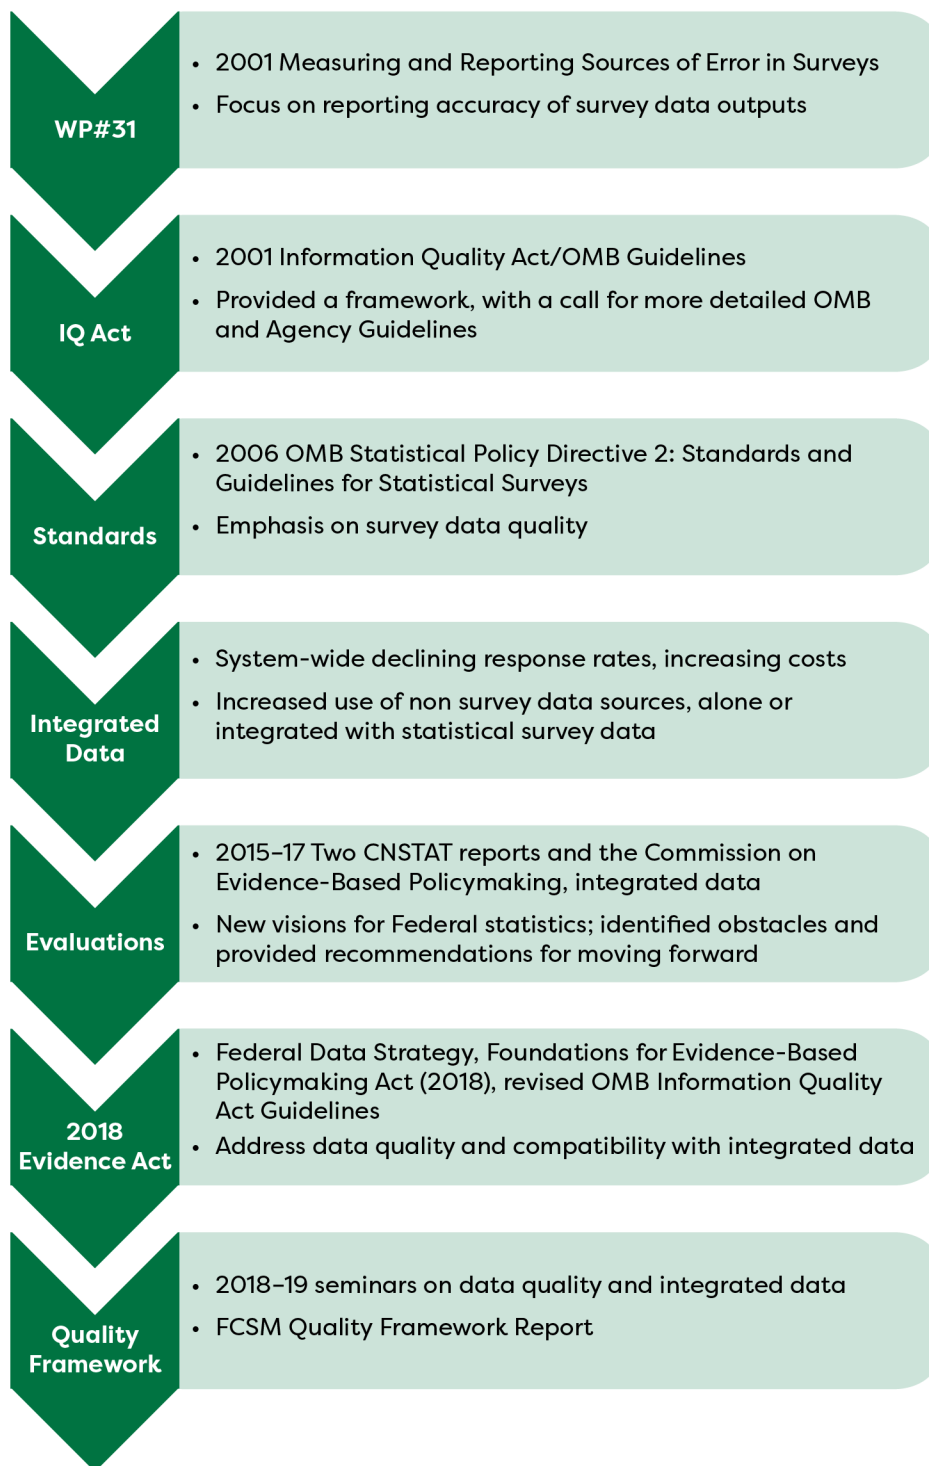 WP#31
• 2001 Measuring and Reporting Sources of Error in Surveys
• Focus on reporting accuracy of survey data outputs
IQ Act
• 2001 Information Quality Act/OMB Guidelines
• Provided a framework, with a call for more detailed OMB
and Agency Guidelines
Standards
• 2006 OMB Statistical Policy Directive 2: Standards and
Guidelines for Statistical Surveys
• Emphasis on survey data quality
Integrated
Data
• System-wide declining response rates, increasing costs
• Increased use of non survey data sources, alone or
integrated with statistical survey data
Evaluations
• 2015–17 Two CNSTAT reports and the Commission on
Evidence-Based Policymaking, integrated data
• New visions for Federal statistics; identified obstacles and
provided recommendations for moving forward
2018
Evidence Act
• Federal Data Strategy, Foundations for Evidence-Based
Policymaking Act (2018), revised OMB Information Quality
Act Guidelines
• Address data quality and compatibility with integrated data
Quality
Framework
• 2018–19 seminars on data quality and integrated data
• FCSM Quality Framework Report